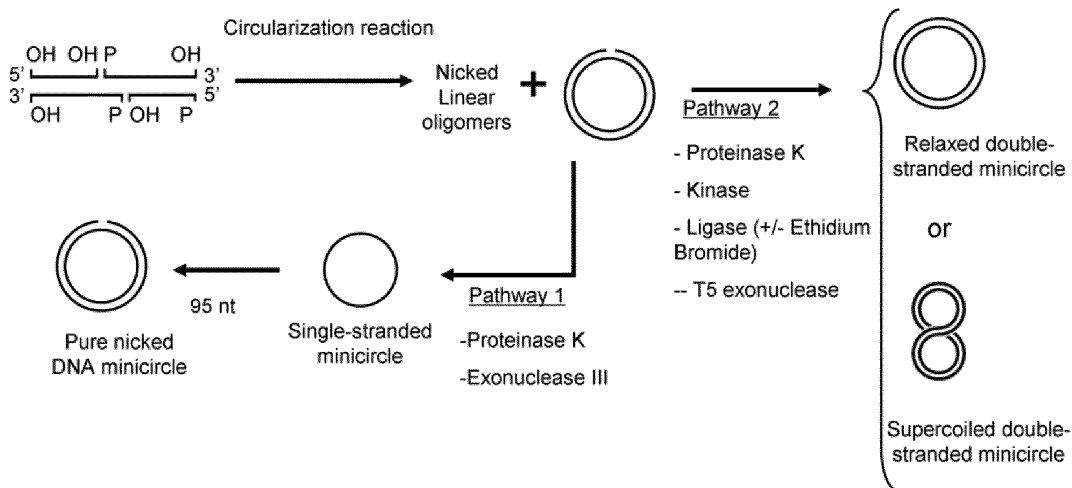 Circularization reaction
OH OH P OH
5' 3'
3' 5'
OH P OH P
Nicked
Linear
oligomers
+
Pathway 2
- Proteinase K
- Kinase
- Ligase (+/- Ethidium
Bromide)
-- T5 exonuclease
Relaxed double-
stranded minicircle
or
Supercoiled double-
stranded minicircle
Pathway 1
-Proteinase K
-Exonuclease III
Single-stranded
minicircle
95 nt
Pure nicked
DNA minicircle